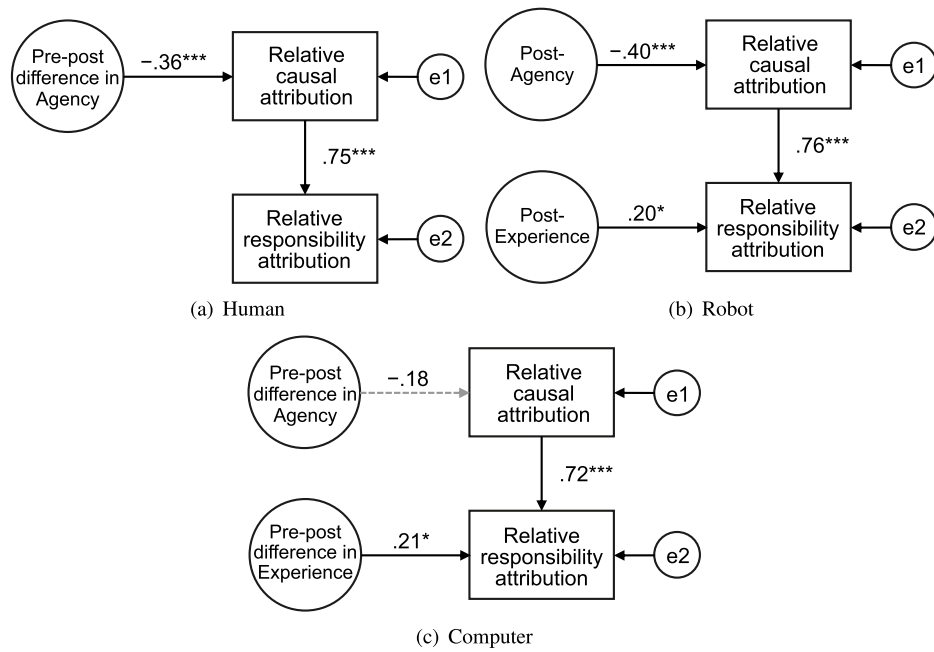 Pre-post
difference in
Agency
−.36***
Relative
causal
attribution
e1
.75***
Relative
responsibility
attribution
e2
(a) Human
Post-
Agency
−.40***
Relative
causal
attribution
e1
.76***
Post-
Experience
.20*
Relative
responsibility
attribution
e2
(b) Robot
Pre-post
difference in
Agency
−.18
Relative
causal
attribution
e1
.72***
Pre-post
difference in
Experience
.21*
Relative
responsibility
attribution
e2
(c) Computer